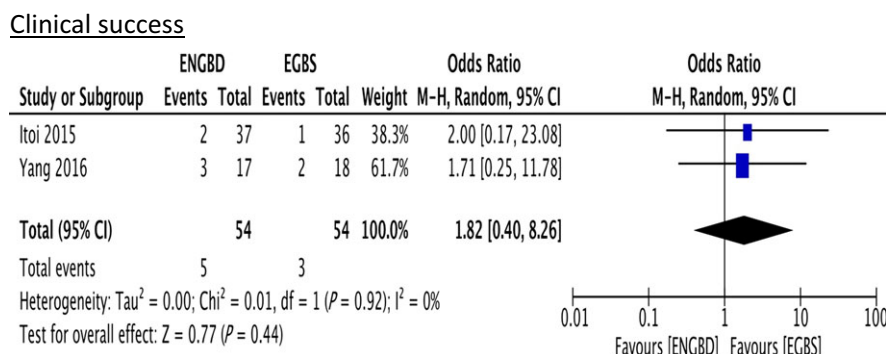 Clinical success
ENGBD EGBS Odds Ratio Odds Ratio
Study or Subgroup Events Total Events Total Weight M-H, Random, 95% CI M-H, Random, 95% CI
Itoi 2015 2 37 1 36 38.3% 2.00 [0.17, 23.08]
Yang 2016 3 17 2 18 61.7% 1.71 [0.25, 11.78]
Total (95% CI) 54 54 100.0% 1.82 [0.40, 8.26]
Total events 5 3
Heterogeneity: Tau² = 0.00; Chi² = 0.01, df = 1 (P = 0.92); I² = 0%
Test for overall effect: Z = 0.77 (P = 0.44)
0.01 0.1 1 10 100
Favours [ENGBD] Favours [EGBS]